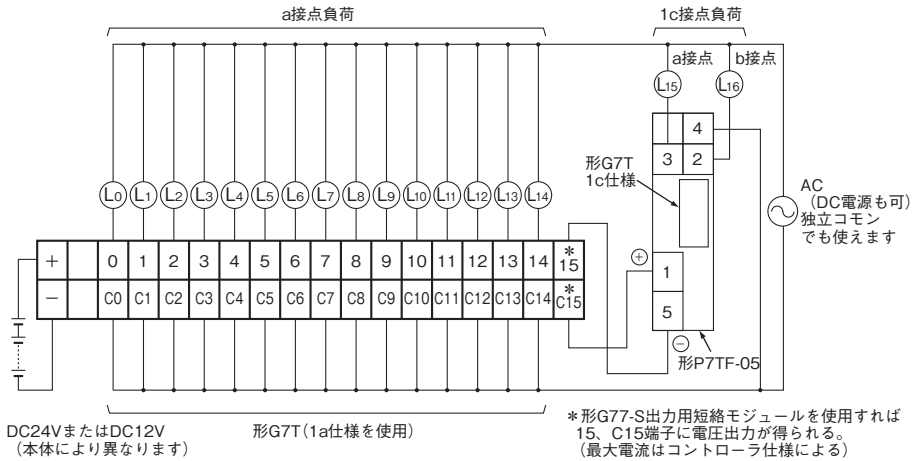 a接点負荷
1c接点負荷
a接点
b接点
L15
L16
4
3 2
形G7T
1c仕様
AC
(DC電源も可)
独立コモン
でも使えます
L0 L1 L2 L3 L4 L5 L6 L7 L8 L9 L10 L11 L12 L13 L14
+ 0 1 2 3 4 5 6 7 8 9 10 11 12 13 14 *15
− C0 C1 C2 C3 C4 C5 C6 C7 C8 C9 C10 C11 C12 C13 C14 *C15
⊕
1
5
⊖
形P7TF-05
DC24VまたはDC12V
(本体により異なります)
形G7T(1a仕様を使用)
*形G77-S出力用短絡モジュールを使用すれば
15、C15端子に電圧出力が得られる。
(最大電流はコントローラ仕様による)